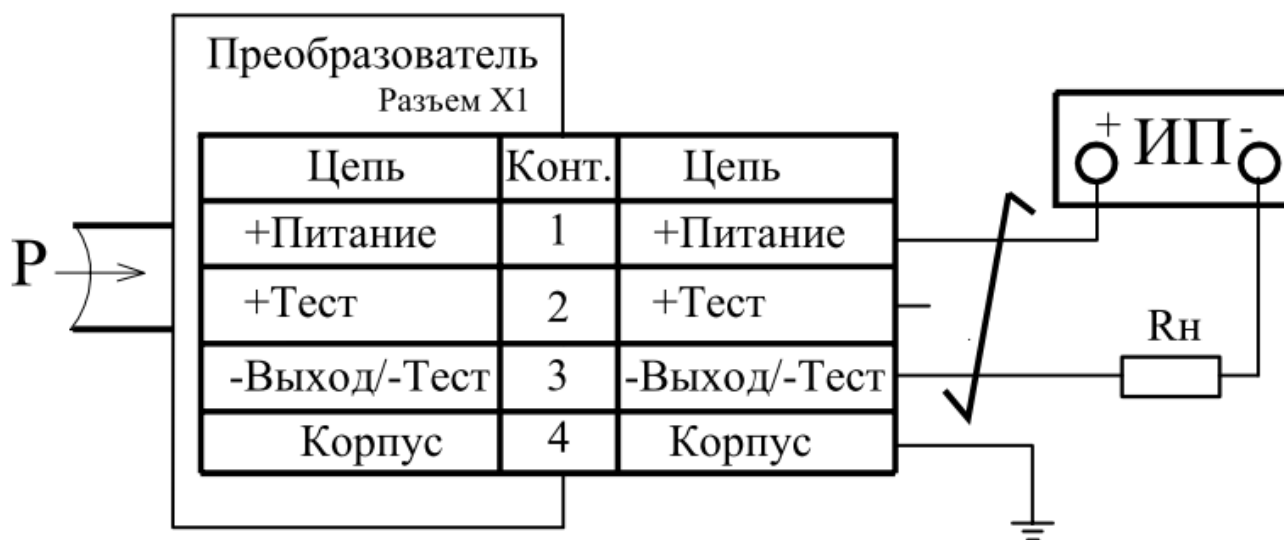 Преобразователь
Разъем X1
Цепь Конт. Цепь
+Питание 1 +Питание
+Тест 2 +Тест
-Выход/-Тест 3 -Выход/-Тест
Корпус 4 Корпус
P
+ ИП -
Rн